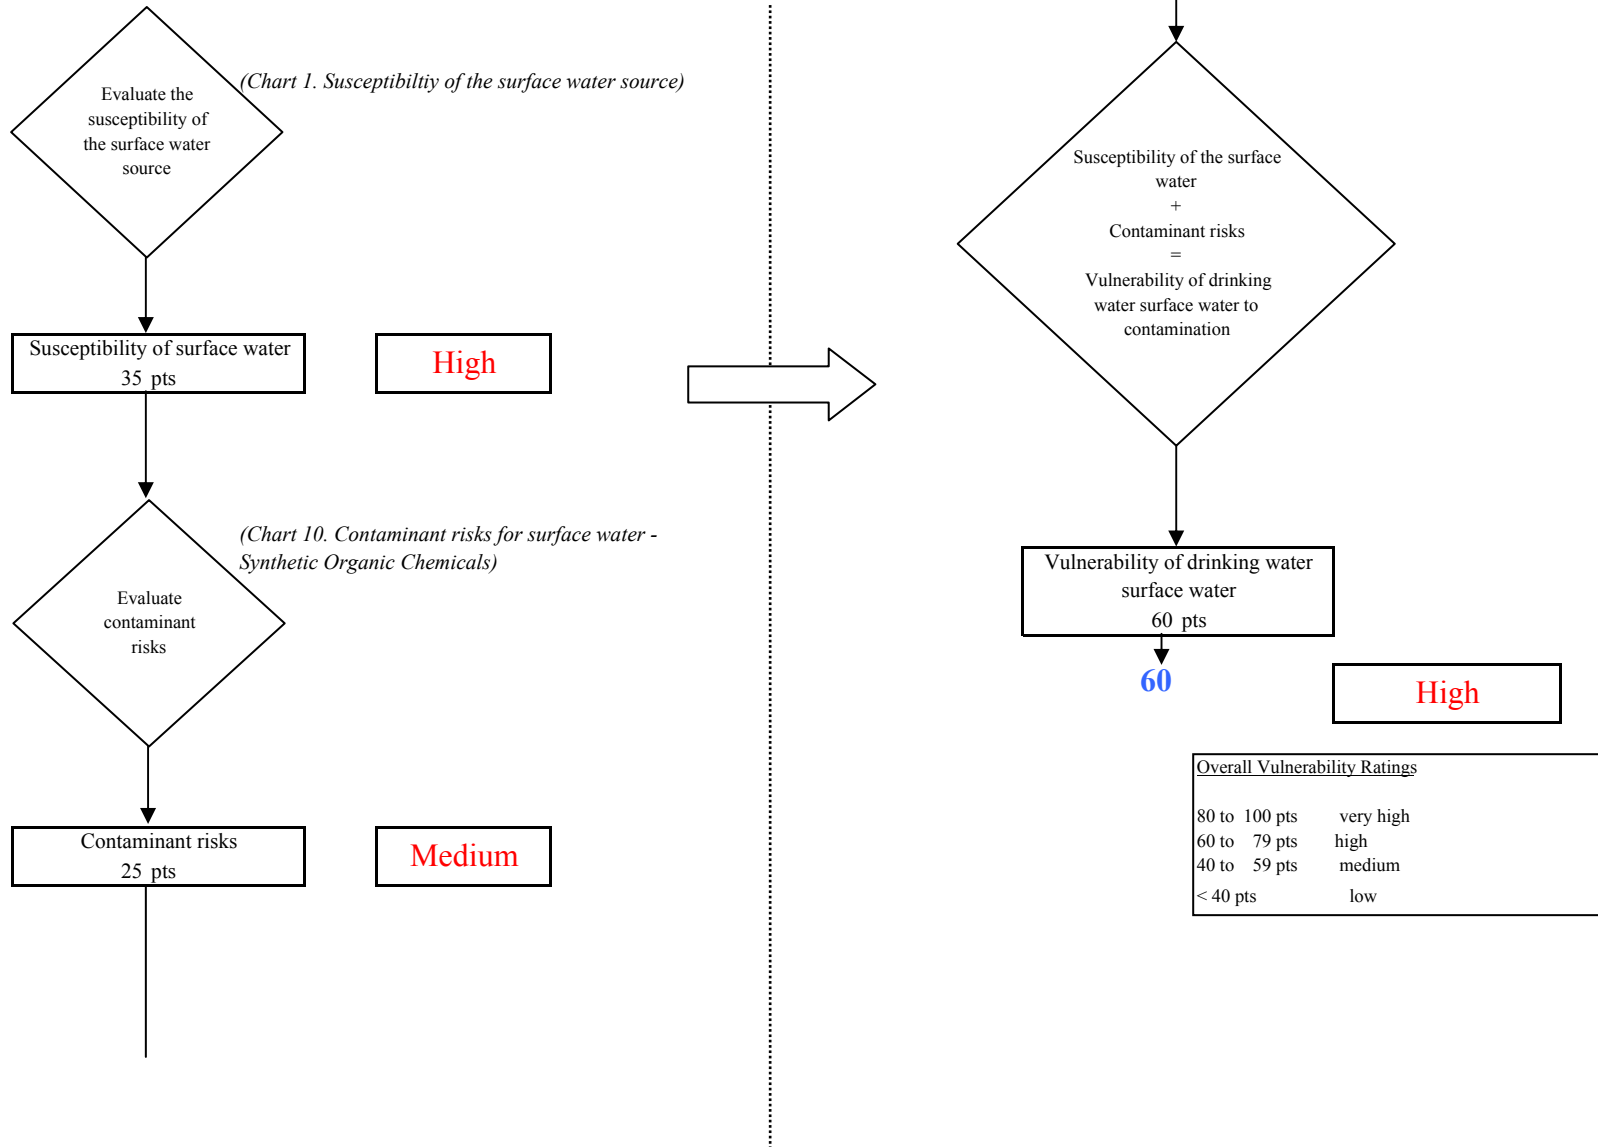 Evaluate the
susceptibility of
the surface water
source
(Chart 1. Susceptibiltiy of the surface water source)
Susceptibility of surface water
35 pts
High
(Chart 10. Contaminant risks for surface water -
Synthetic Organic Chemicals)
Evaluate
contaminant
risks
Contaminant risks
25 pts
Medium
Susceptibility of the surface
water
+
Contaminant risks
=
Vulnerability of drinking
water surface water to
contamination
Vulnerability of drinking water
surface water
60 pts
60
High
Overall Vulnerability Ratings
80 to 100 pts very high
60 to 79 pts high
40 to 59 pts medium
< 40 pts low